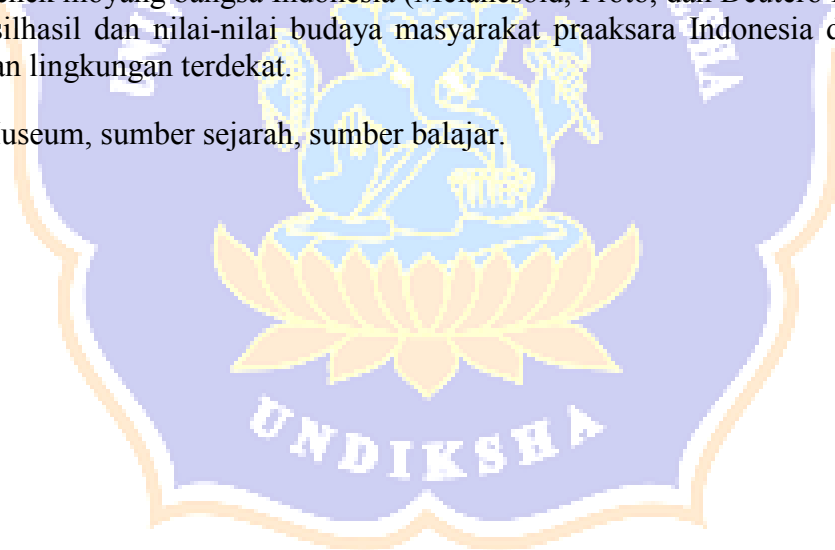 moyang bangsa Indonesia (Melanesoid, Proto, dan Deutero
silhasil dan nilai-nilai budaya masyarakat praaksara Indonesia
an lingkungan terdekat.
useum, sumber sejarah, sumber balajar.
UNDIKSHA